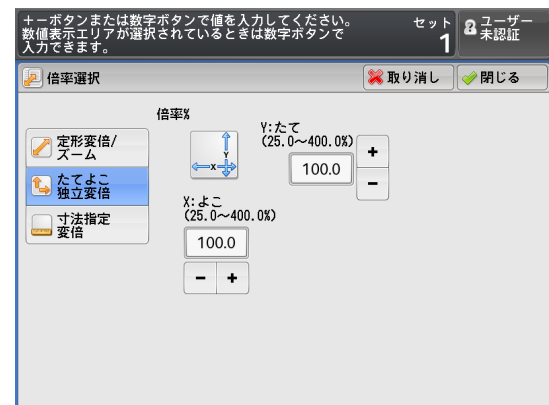 +ーボタンまたは数字ボタンで値を入力してください。
数値表示エリアが選択されているときは数字ボタンで
入力できます。
セット
1
ユーザー
未認証
倍率選択
取り消し
閉じる
倍率%
定形変倍/
ズーム
たてよこ
独立変倍
寸法指定
変倍
Y
X
Y:たて
(25.0~400.0%)
100.0
+
−
X:よこ
(25.0~400.0%)
100.0
− +